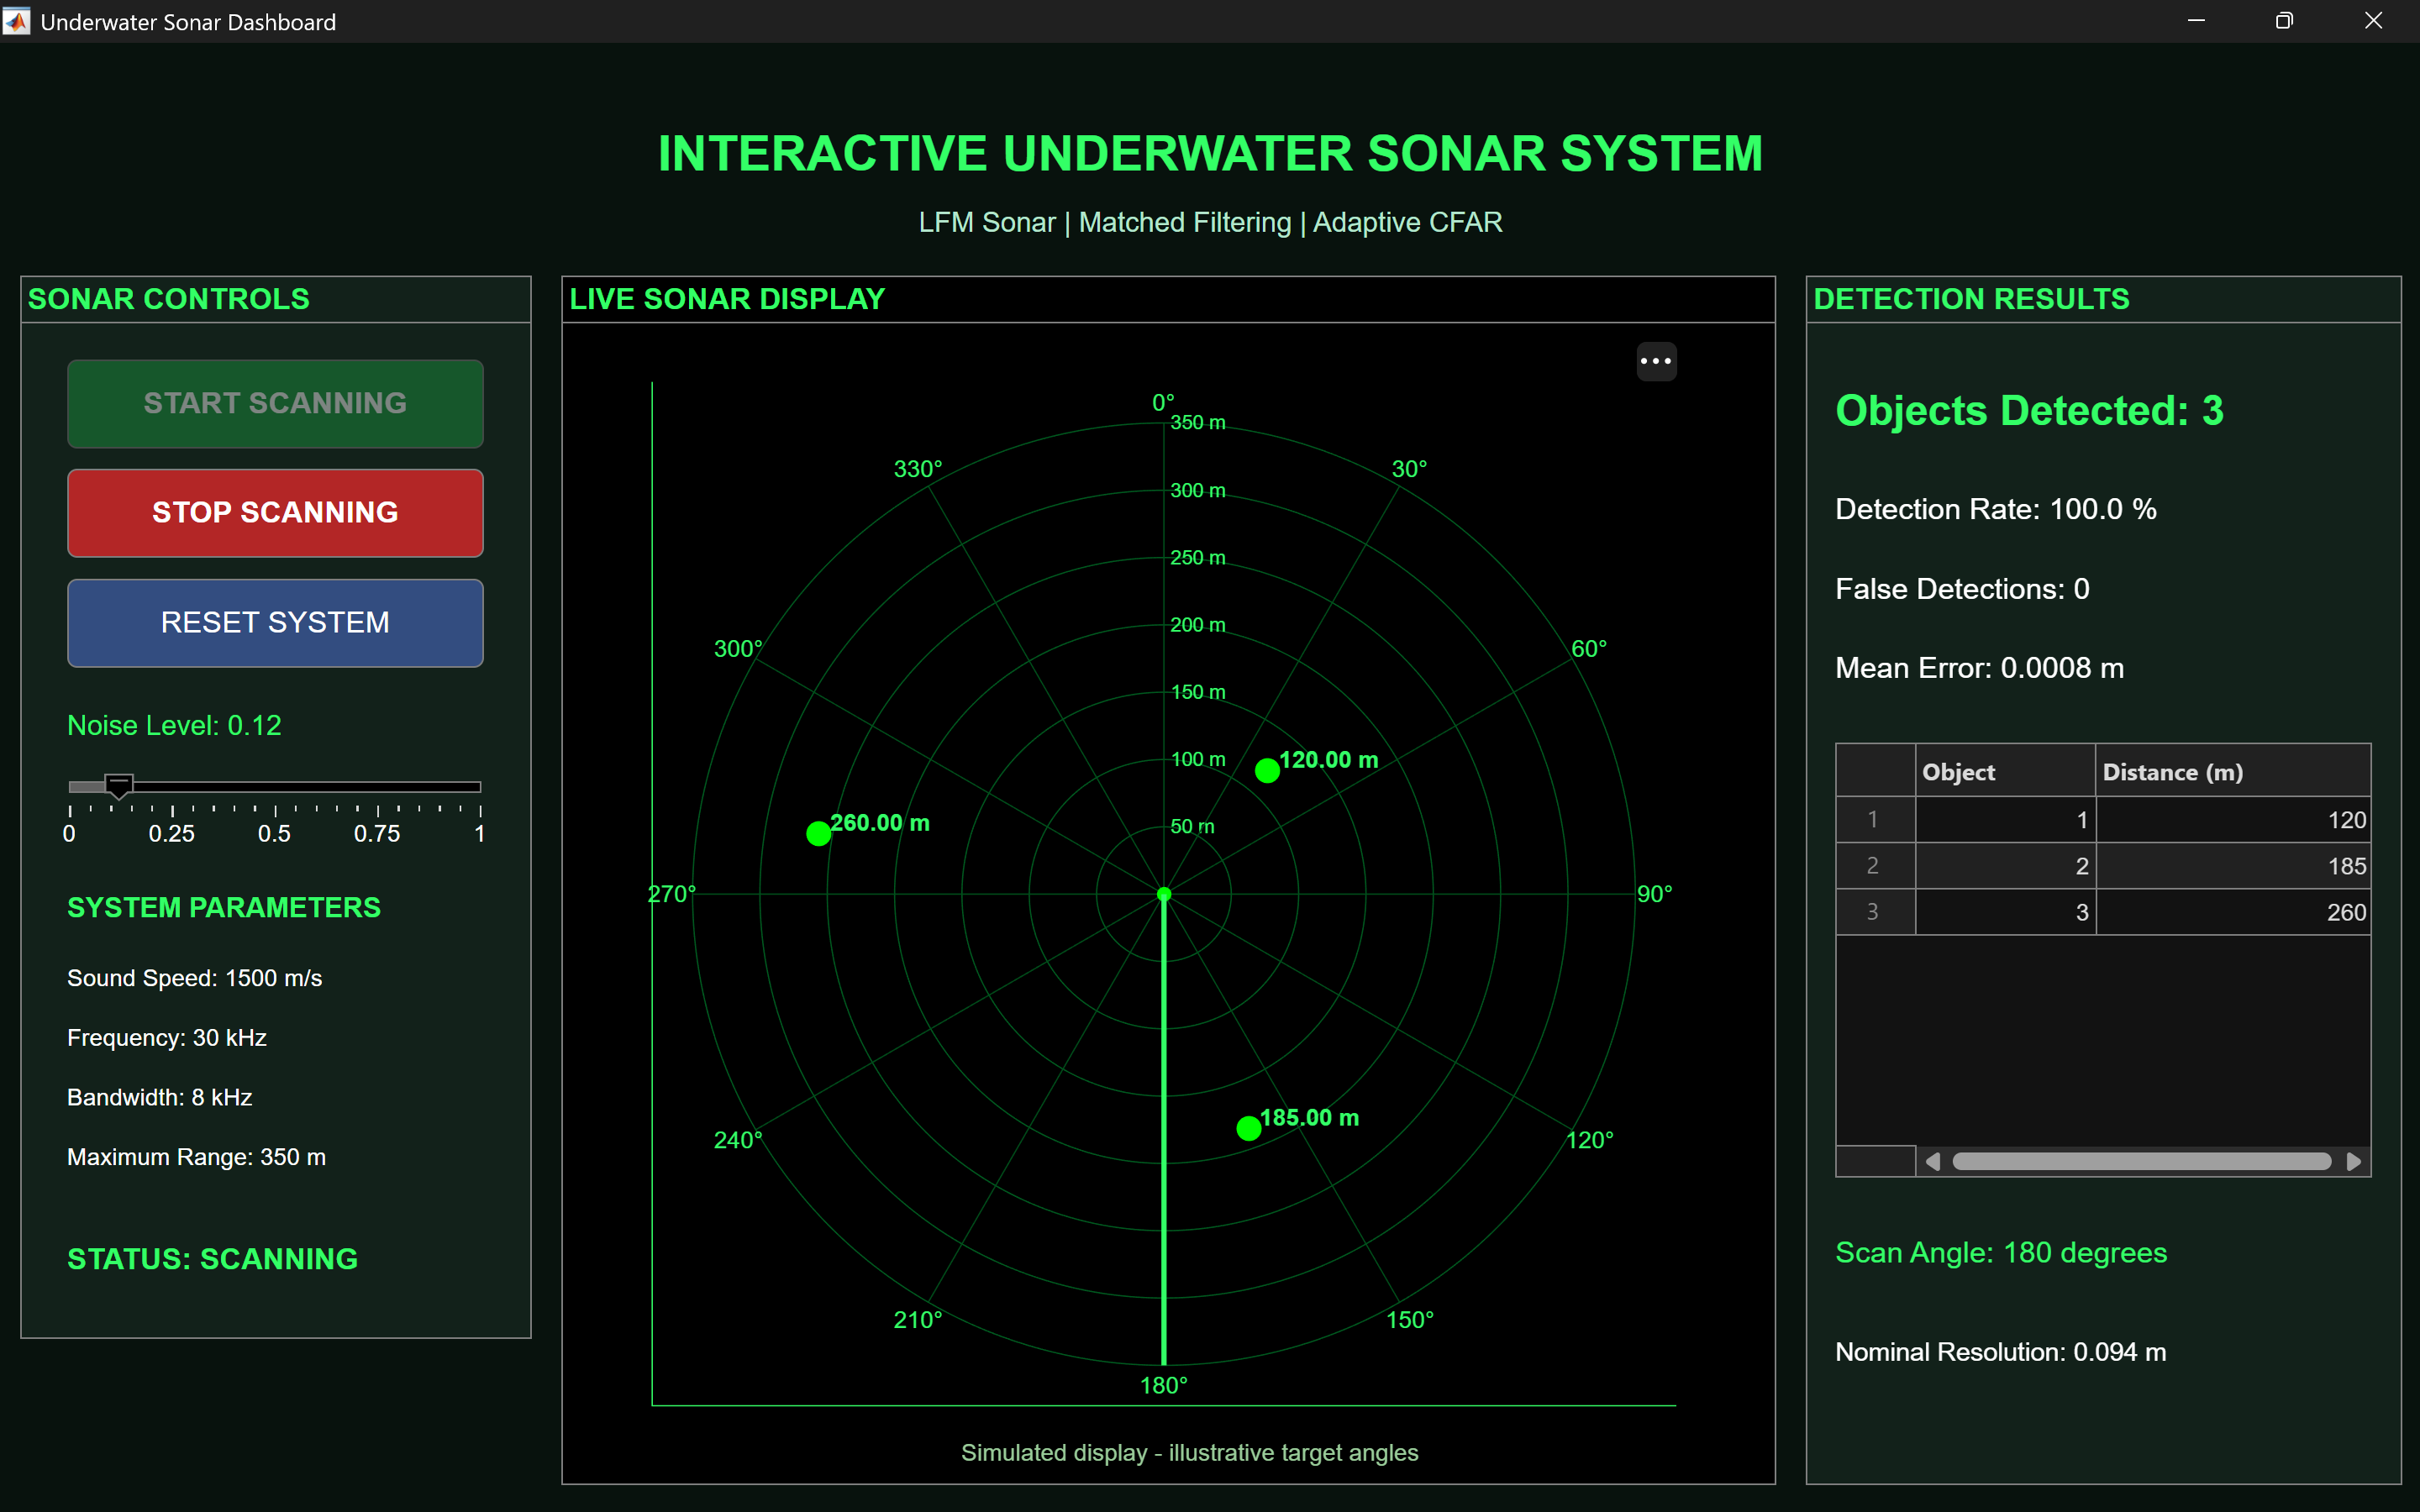 Underwater Sonar Dashboard
INTERACTIVE UNDERWATER SONAR SYSTEM
LFM Sonar | Matched Filtering | Adaptive CFAR
SONAR CONTROLS
START SCANNING
STOP SCANNING
RESET SYSTEM
Noise Level: 0.12
0 0.25 0.5 0.75 1
SYSTEM PARAMETERS
Sound Speed: 1500 m/s
Frequency: 30 kHz
Bandwidth: 8 kHz
Maximum Range: 350 m
STATUS: SCANNING
LIVE SONAR DISPLAY
0°
350 m
330° 30°
300 m
250 m
200 m
300° 60°
150 m
100 m
120.00 m
260.00 m
50 m
270° 90°
185.00 m
240° 120°
210° 150°
180°
Simulated display - illustrative target angles
DETECTION RESULTS
Objects Detected: 3
Detection Rate: 100.0 %
False Detections: 0
Mean Error: 0.0008 m
Object Distance (m)
1 1 120
2 2 185
3 3 260
Scan Angle: 180 degrees
Nominal Resolution: 0.094 m